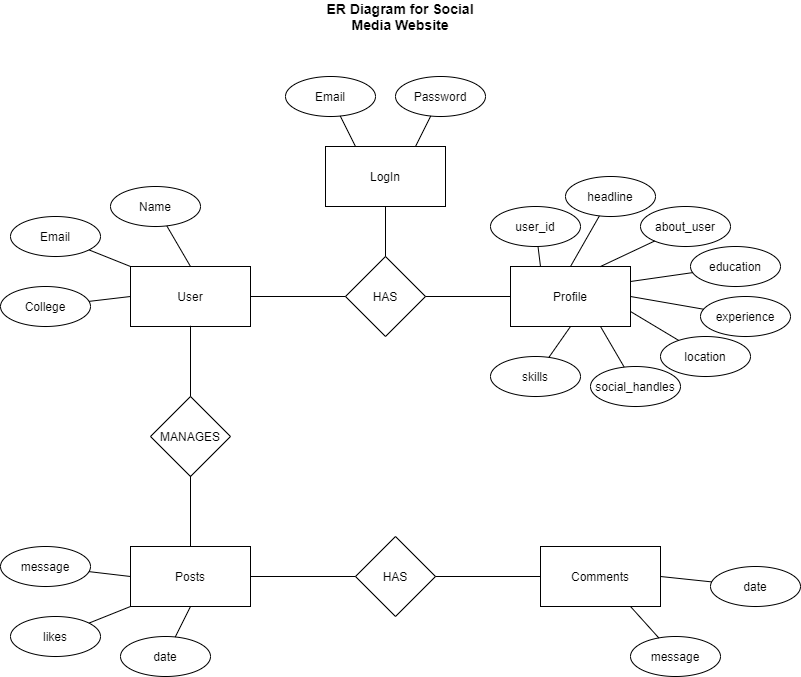 ER Diagram for Social
Media Website
Email
Password
LogIn
Name
Email
College
User
HAS
user_id
headline
about_user
education
experience
location
social_handles
skills
Profile
MANAGES
message
likes
date
Posts
HAS
Comments
date
message